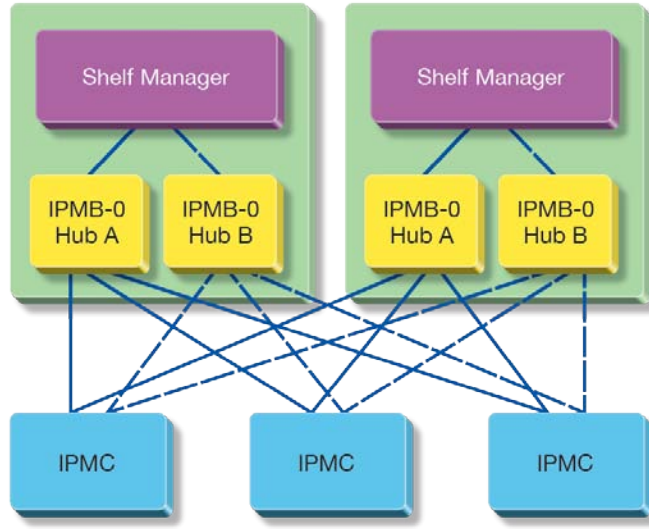 Shelf Manager
Shelf Manager
IPMB-0
Hub A
IPMB-0
Hub B
IPMB-0
Hub A
IPMB-0
Hub B
IPMC
IPMC
IPMC